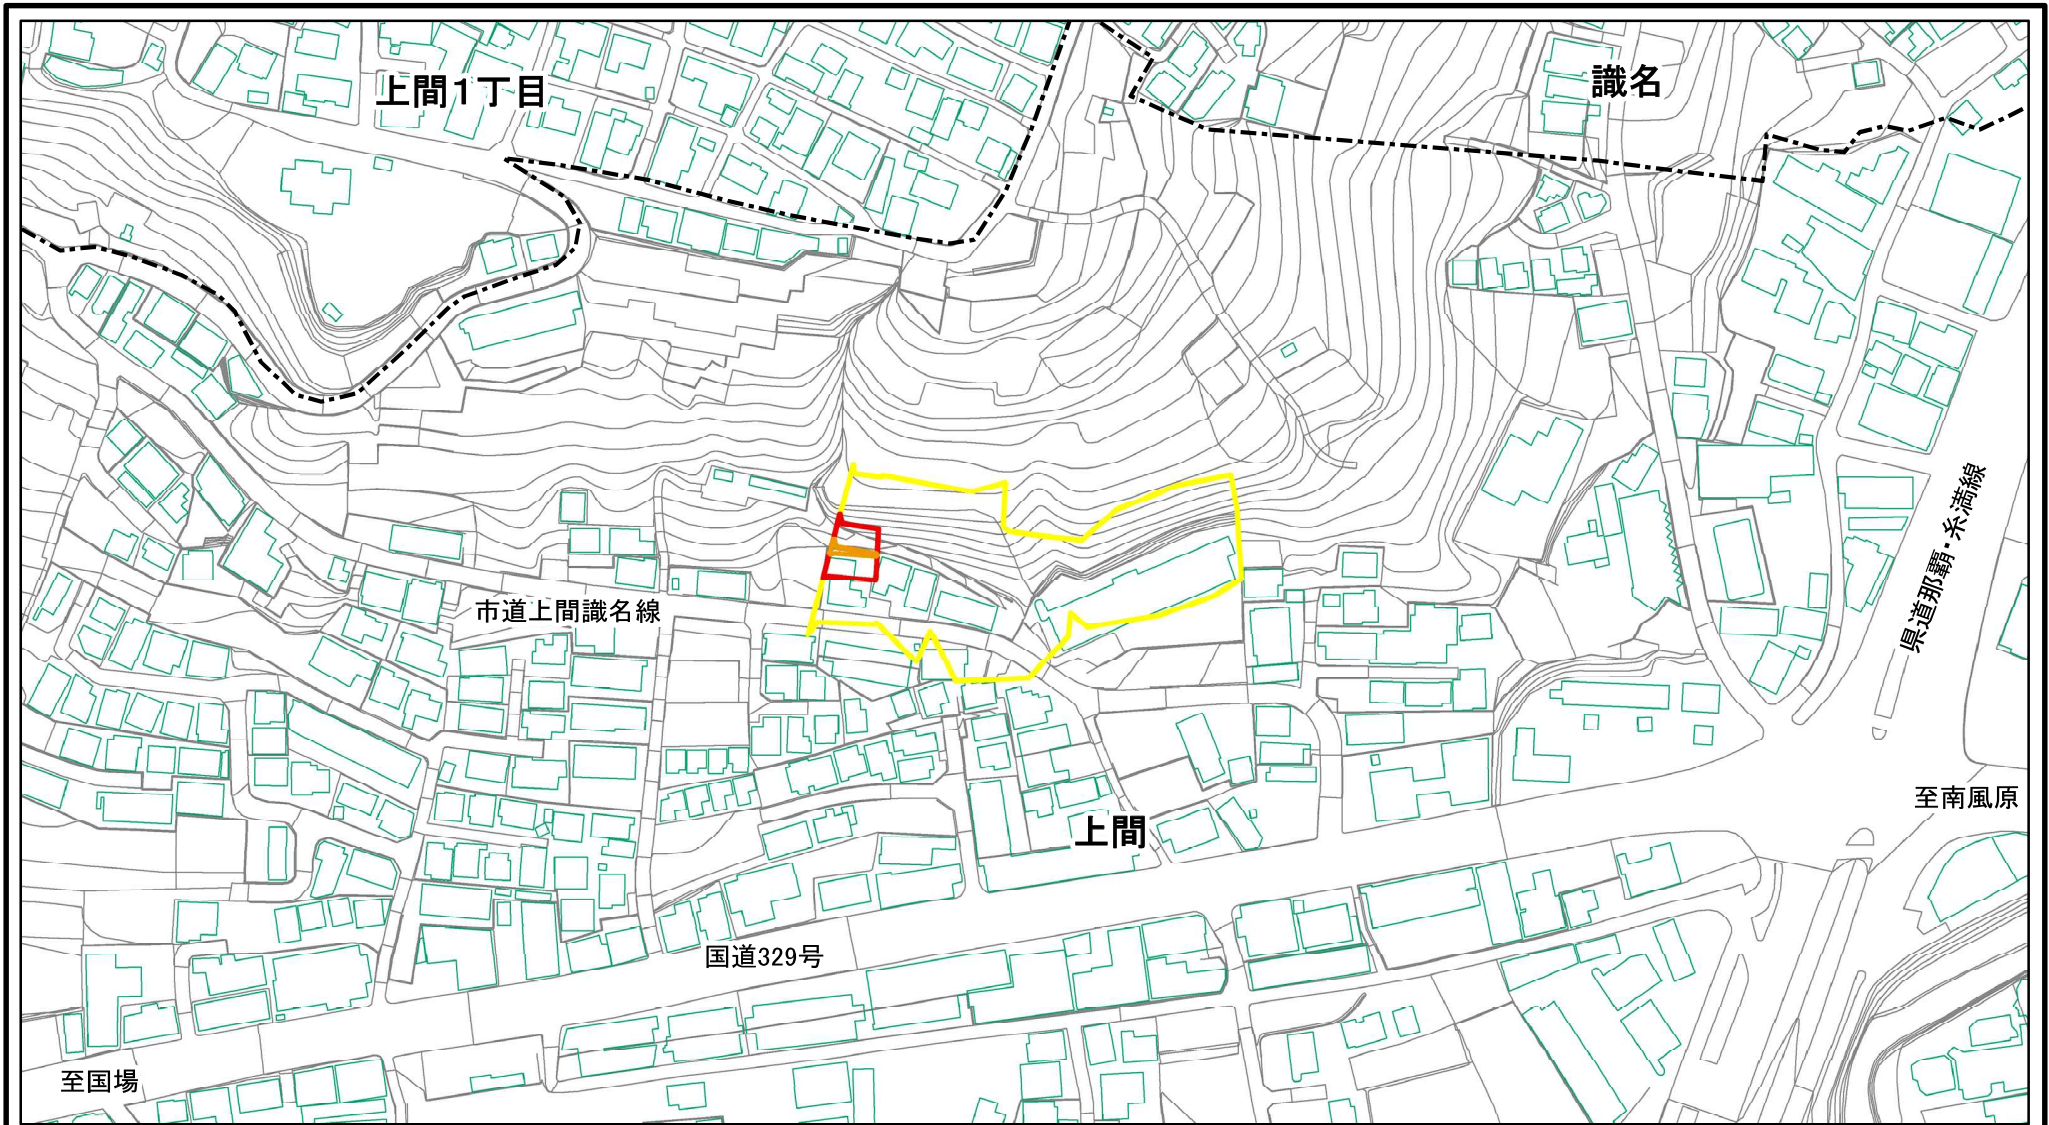 上間1丁目
識名
県道那覇・糸満線
市道上間識名線
至南風原
上間
国道329号
至国場